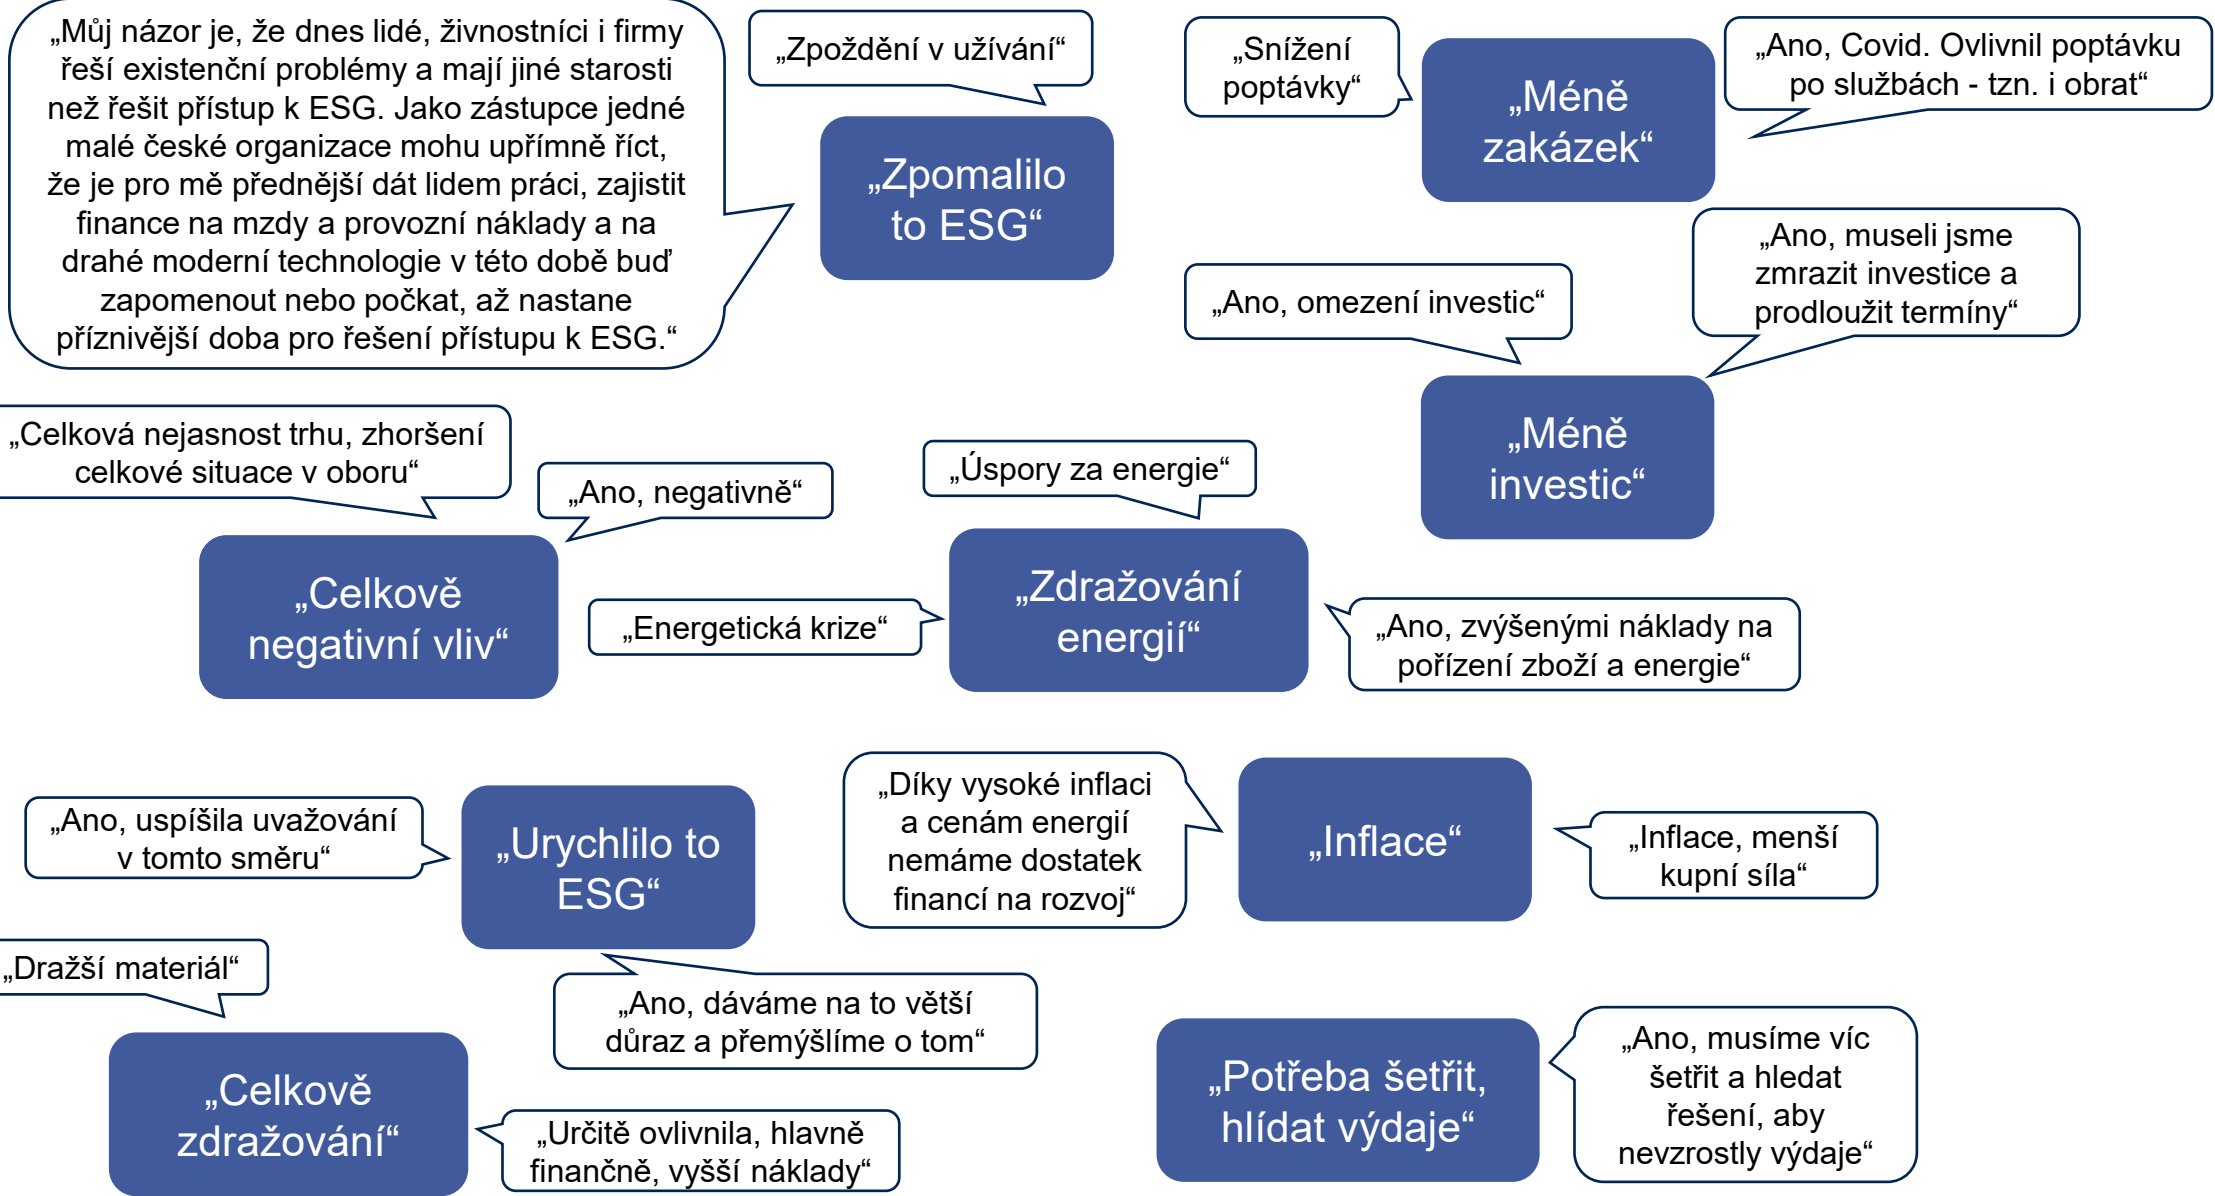 „Můj názor je, že dnes lidé, živnostníci i firmy
řeší existenční problémy a mají jiné starosti
než řešit přístup k ESG. Jako zástupce jedné
malé české organizace mohu upřímně říct,
že je pro mě přednější dát lidem práci, zajistit
finance na mzdy a provozní náklady a na
drahé moderní technologie v této době buď
zapomenout nebo počkat, až nastane
příznivější doba pro řešení přístupu k ESG.“
„Zpoždění v užívání“
„Zpomalilo
to ESG“
„Snížení
poptávky“
„Méně
zakázek“
„Ano, Covid. Ovlivnil poptávku
po službách - tzn. i obrat“
„Ano, omezení investic“
„Ano, museli jsme
zmrazit investice a
prodloužit termíny“
„Méně
investic“
„Celková nejasnost trhu, zhoršení
celkové situace v oboru“
„Ano, negativně“
„Celkově
negativní vliv“
„Úspory za energie“
„Energetická krize“
„Zdražování
energií“
„Ano, zvýšenými náklady na
pořízení zboží a energie“
„Ano, uspíšila uvažování
v tomto směru“
„Urychlilo to
ESG“
„Ano, dáváme na to větší
důraz a přemýšlíme o tom“
„Díky vysoké inflaci
a cenám energií
nemáme dostatek
financí na rozvoj“
„Inflace“
„Inflace, menší
kupní síla“
„Dražší materiál“
„Celkově
zdražování“
„Určitě ovlivnila, hlavně
finančně, vyšší náklady“
„Potřeba šetřit,
hlídat výdaje“
„Ano, musíme víc
šetřit a hledat
řešení, aby
nevzrostly výdaje“